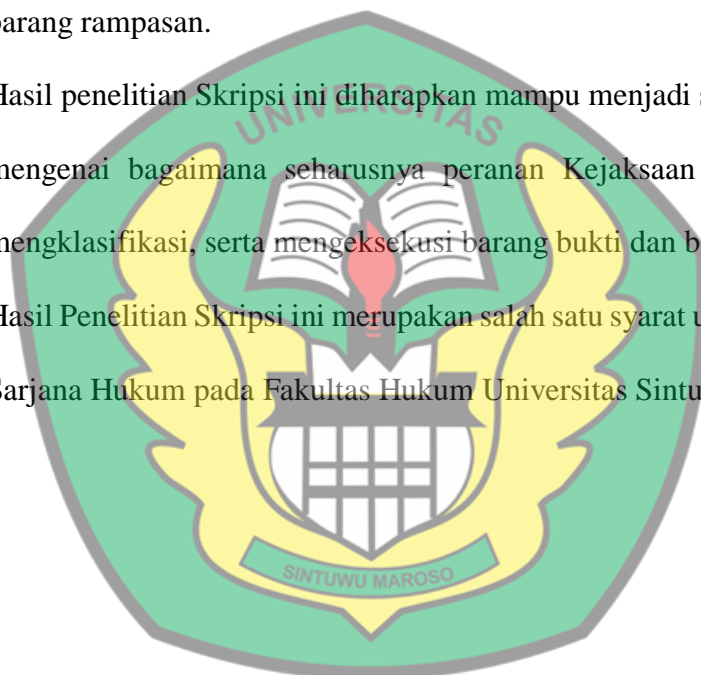 barang rampasan.
Hasil penelitian Skripsi ini diharapkan mampu menjadi s
mengenai bagaimana seharusnya peranan Kejaksaan
mengklasifikasi, serta mengeksekusi barang bukti dan b
Hasil Penelitian Skripsi ini merupakan salah satu syarat u
Sarjana Hukum pada Fakultas Hukum Universitas Sintu
UNIVERSITAS
SINTUWU MAROSO